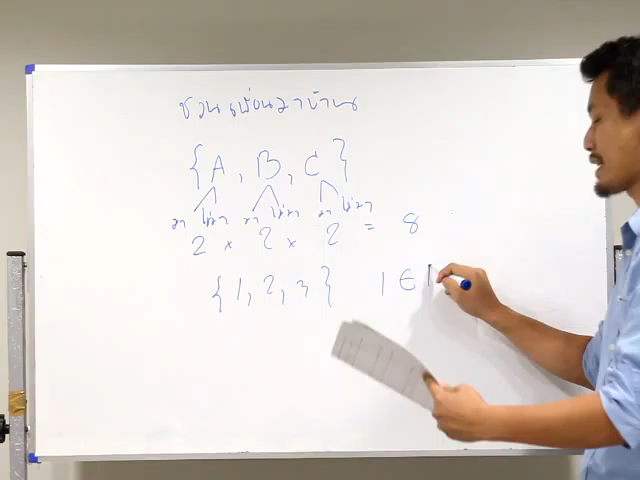 ชวนเพื่อนมาบ้าน
{A, B, C}
มา ไม่มา มา ไม่มา มา ไม่มา
2 × 2 × 2 = 8
{1, 2, 3} 1 ∈